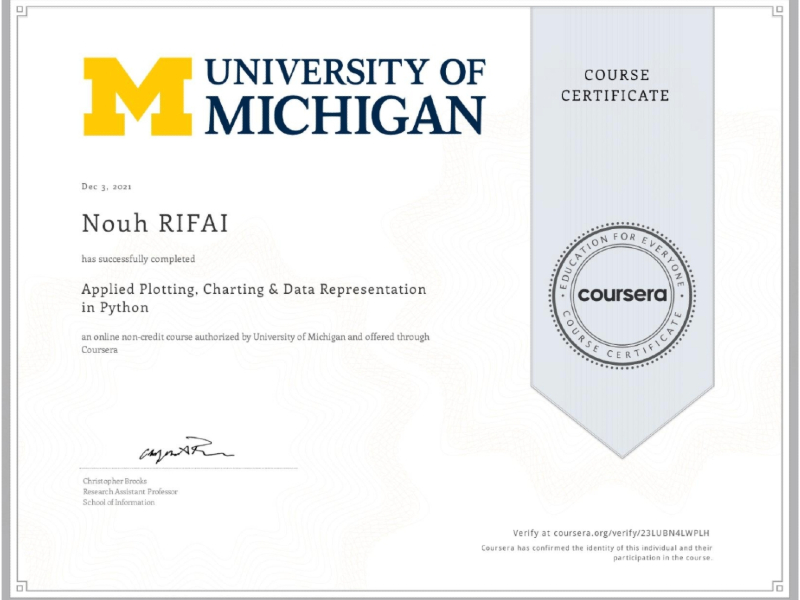 UNIVERSITY OF
MICHIGAN
COURSE
CERTIFICATE
Dec 3, 2021
Nouh RIFAI
has successfully completed
Applied Plotting, Charting & Data Representation
in Python
an online non-credit course authorized by University of Michigan and offered through
Coursera
EDUCATION FOR EVERYONE
coursera
COURSE CERTIFICATE
Christopher Brooks
Research Assistant Professor
School of Information
Verify at coursera.org/verify/23LUBN4LWPLH
Coursera has confirmed the identity of this individual and their
participation in the course.